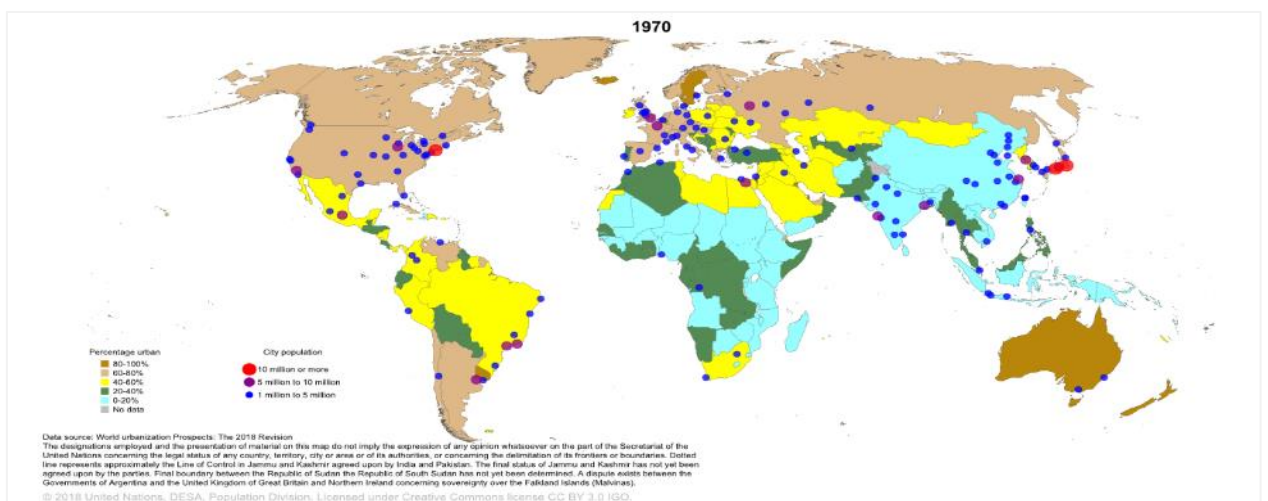 1970
Percentage urban
80-100%
60-80%
40-60%
20-40%
0-20%
No data
City population
10 million or more
5 million to 10 million
1 million to 5 million
Data source: World urbanization Prospects: The 2018 Revision
The designations employed and the presentation of material on this map do not imply the expression of any opinion whatsoever on the part of the Secretariat of the
United Nations concerning the legal status of any country, territory, city or area or of its authorities, or concerning the delimitation of its frontiers or boundaries. Dotted
line represents approximately the Line of Control in Jammu and Kashmir agreed upon by India and Pakistan. The final status of Jammu and Kashmir has not yet been
agreed upon by the parties. Final boundary between the Republic of Sudan the Republic of South Sudan has not yet been determined. A dispute exists between the
Governments of Argentina and the United Kingdom of Great Britain and Northern Ireland concerning sovereignty over the Falkland Islands (Malvinas).
© 2018 United Nations, DESA, Population Division. Licensed under Creative Commons license CC BY 3.0 IGO.